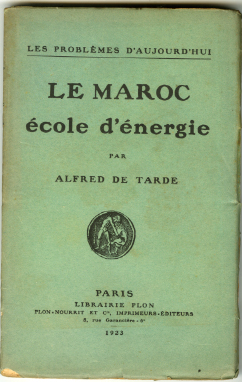 LES PROBLÈMES D'AUJOURD'HUI
LE MAROC
école d'énergie
PAR
ALFRED DE TARDE
PARIS
LIBRAIRIE PLON
PLON-NOURRIT ET Cie, IMPRIMEURS-ÉDITEURS
8, rue Garancière - 6e
1923